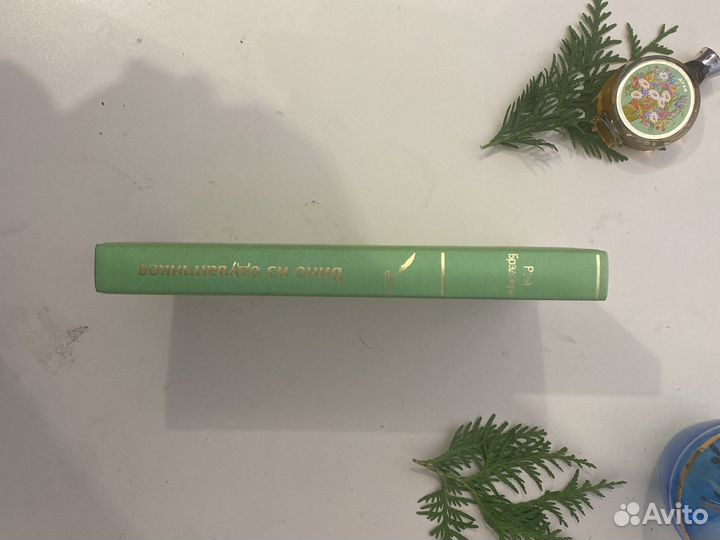 Рэй
Брэдбери
Вино из одуванчиков
Avito